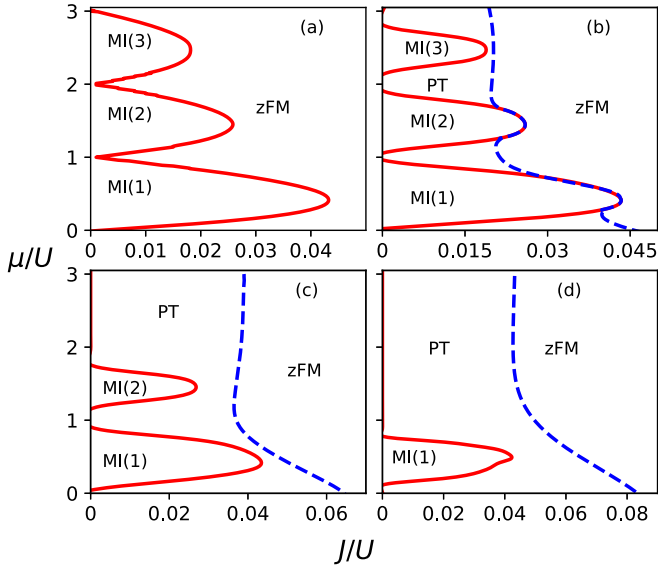 3
(a)
MI(3)
2
MI(2)
zFM
1
MI(1)
0
0
0.01
0.02
0.03
0.04
(b)
MI(3)
PT
zFM
MI(2)
MI(1)
0
0.015
0.03
0.045
μ/U
3
(c)
PT
2
zFM
MI(2)
1
MI(1)
0
0
0.02
0.04
0.06
(d)
PT
zFM
MI(1)
0
0.02
0.04
0.06
0.08
J/U